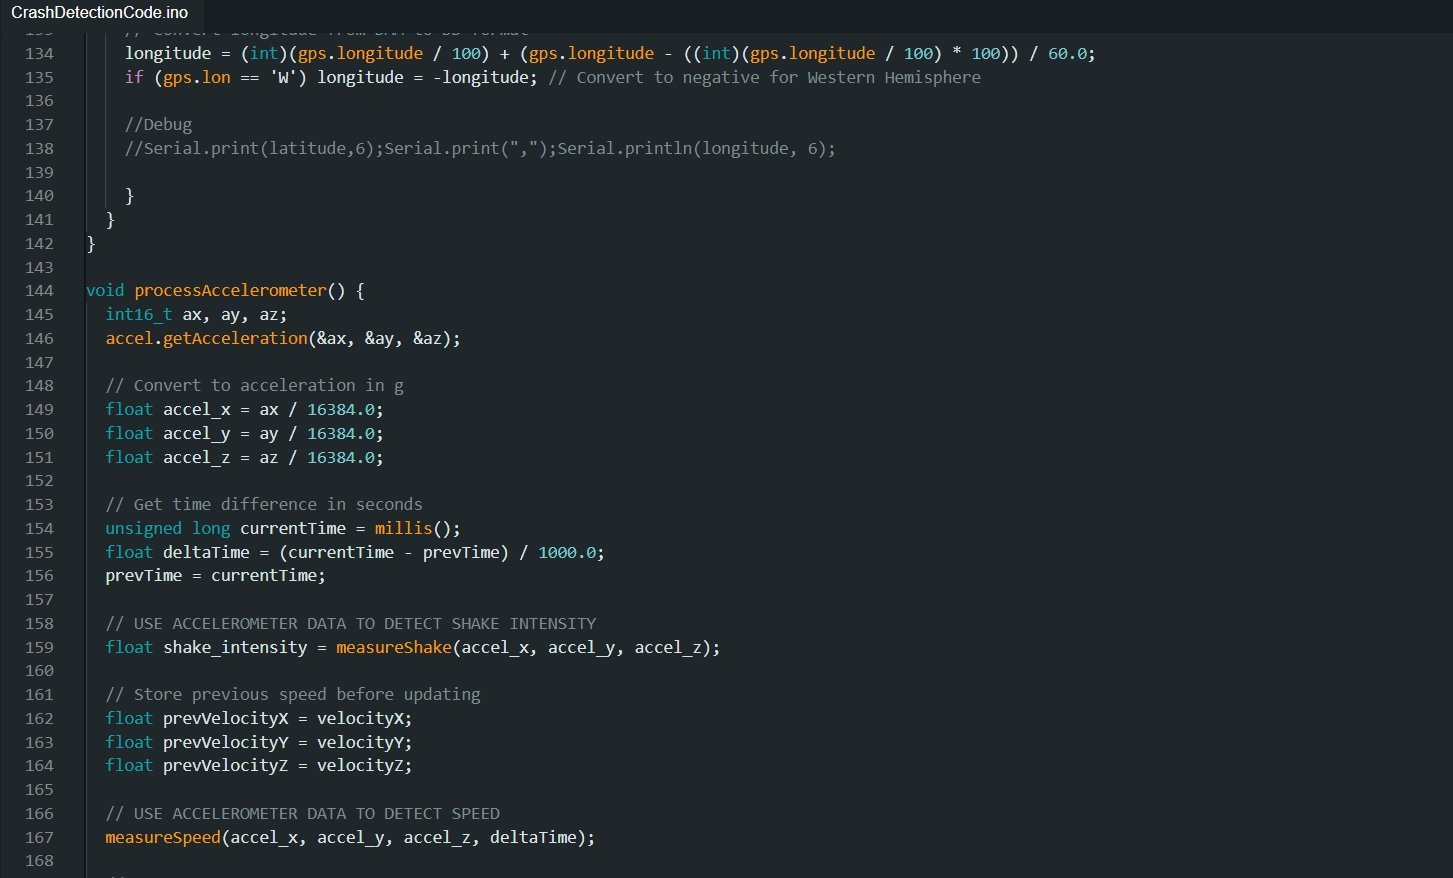 CrashDetectionCode.ino
134 longitude = (int)(gps.longitude / 100) + (gps.longitude - ((int)(gps.longitude / 100) * 100)) / 60.0;
135 if (gps.lon == 'W') longitude = -longitude; // Convert to negative for Western Hemisphere
136
137 //Debug
138 //Serial.print(latitude,6);Serial.print(",");Serial.println(longitude, 6);
139
140 }
141 }
142 }
143
144 void processAccelerometer() {
145 int16_t ax, ay, az;
146 accel.getAcceleration(&ax, &ay, &az);
147
148 // Convert to acceleration in g
149 float accel_x = ax / 16384.0;
150 float accel_y = ay / 16384.0;
151 float accel_z = az / 16384.0;
152
153 // Get time difference in seconds
154 unsigned long currentTime = millis();
155 float deltaTime = (currentTime - prevTime) / 1000.0;
156 prevTime = currentTime;
157
158 // USE ACCELEROMETER DATA TO DETECT SHAKE INTENSITY
159 float shake_intensity = measureShake(accel_x, accel_y, accel_z);
160
161 // Store previous speed before updating
162 float prevVelocityX = velocityX;
163 float prevVelocityY = velocityY;
164 float prevVelocityZ = velocityZ;
165
166 // USE ACCELEROMETER DATA TO DETECT SPEED
167 measureSpeed(accel_x, accel_y, accel_z, deltaTime);
168